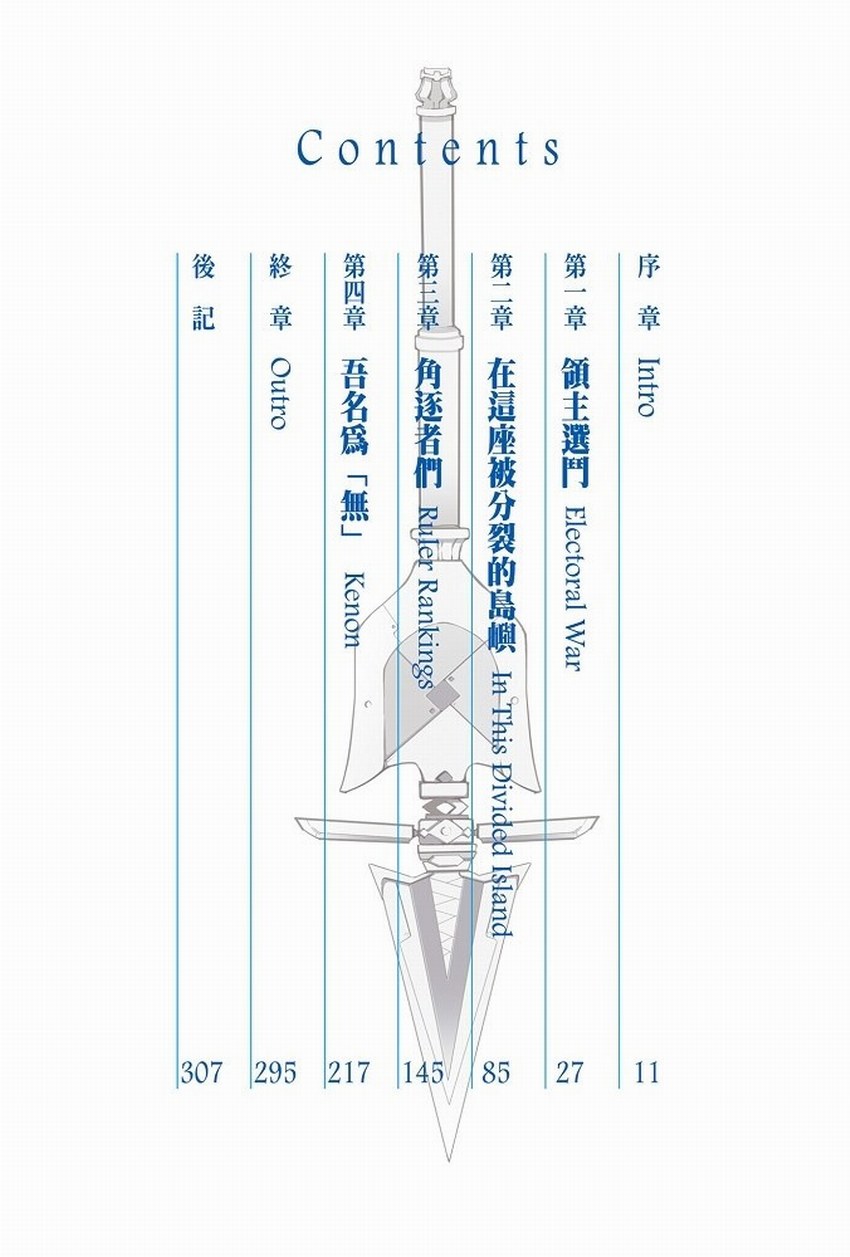 Contents
序章 Intro 11
第一章 領主選鬥 Electoral War 27
第二章 在這座被分裂的島嶼 In This Divided Island 85
第三章 角逐者們 Ruler Rankings 145
第四章 吾名爲「無」 Kenon 217
終章 Outro 295
後記 307